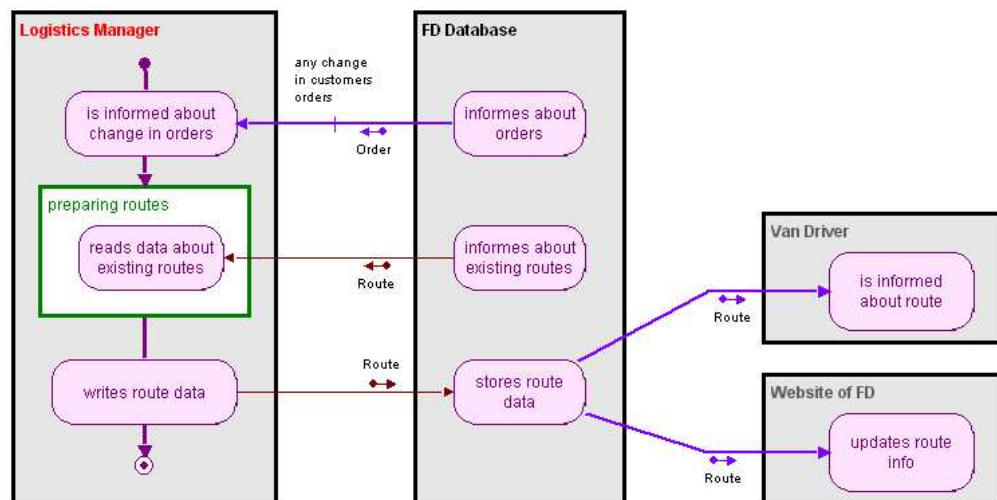 Logistics Manager
FD Database
any change
in customers
orders
is informed about
change in orders
Order
informes about
orders
preparing routes
reads data about
existing routes
Route
informes about
existing routes
Van Driver
is informed
about route
Route
writes route data
Route
stores route
data
Website of FD
updates route
info
Route